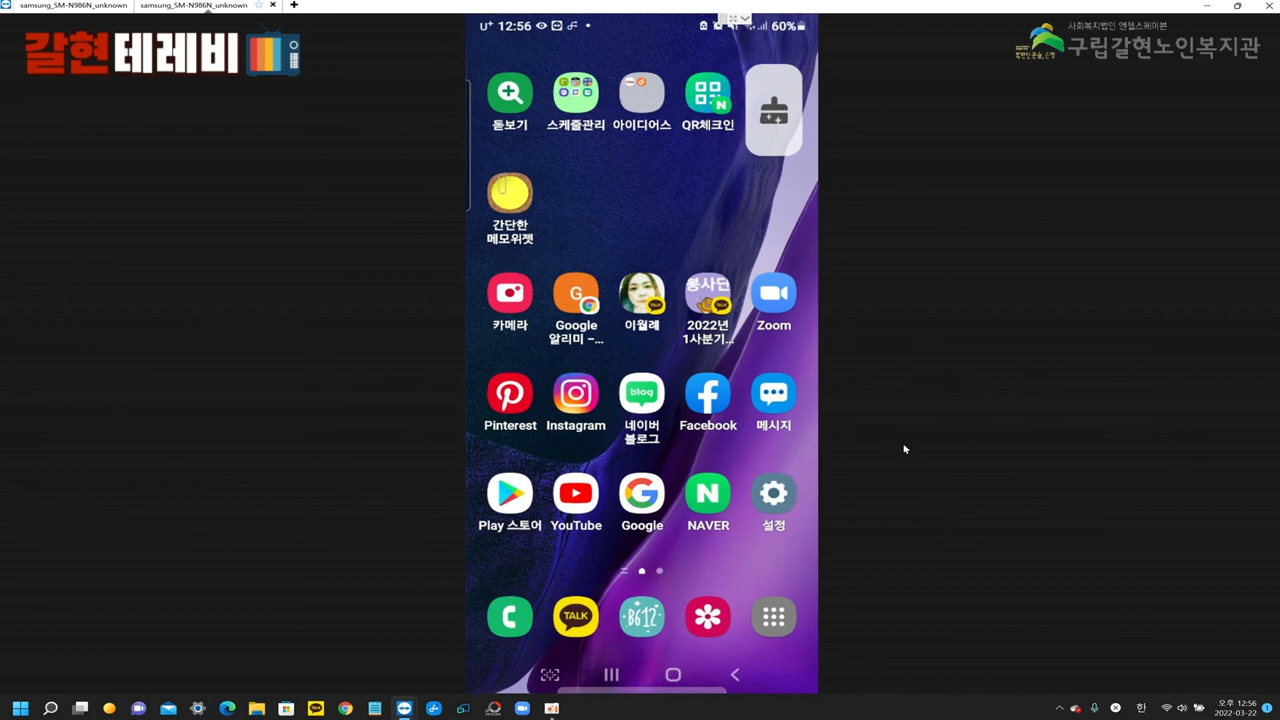 samsung_SM-N986N_unknown
samsung_SM-N986N_unknown
갈현테레비
사회복지법인 엔젤스헤이븐
구립갈현노인복지관
U+ 12:56
60%
돋보기
스케줄관리
아이디어스
QR체크인
간단한
메모위젯
카메라
Google
알리미 –...
이월례
봉사단
2022년
1사분기...
Zoom
Pinterest
Instagram
blog
네이버
블로그
Facebook
메시지
Play 스토어
YouTube
Google
NAVER
설정
TALK
B612
오후 12:56
2022-03-22